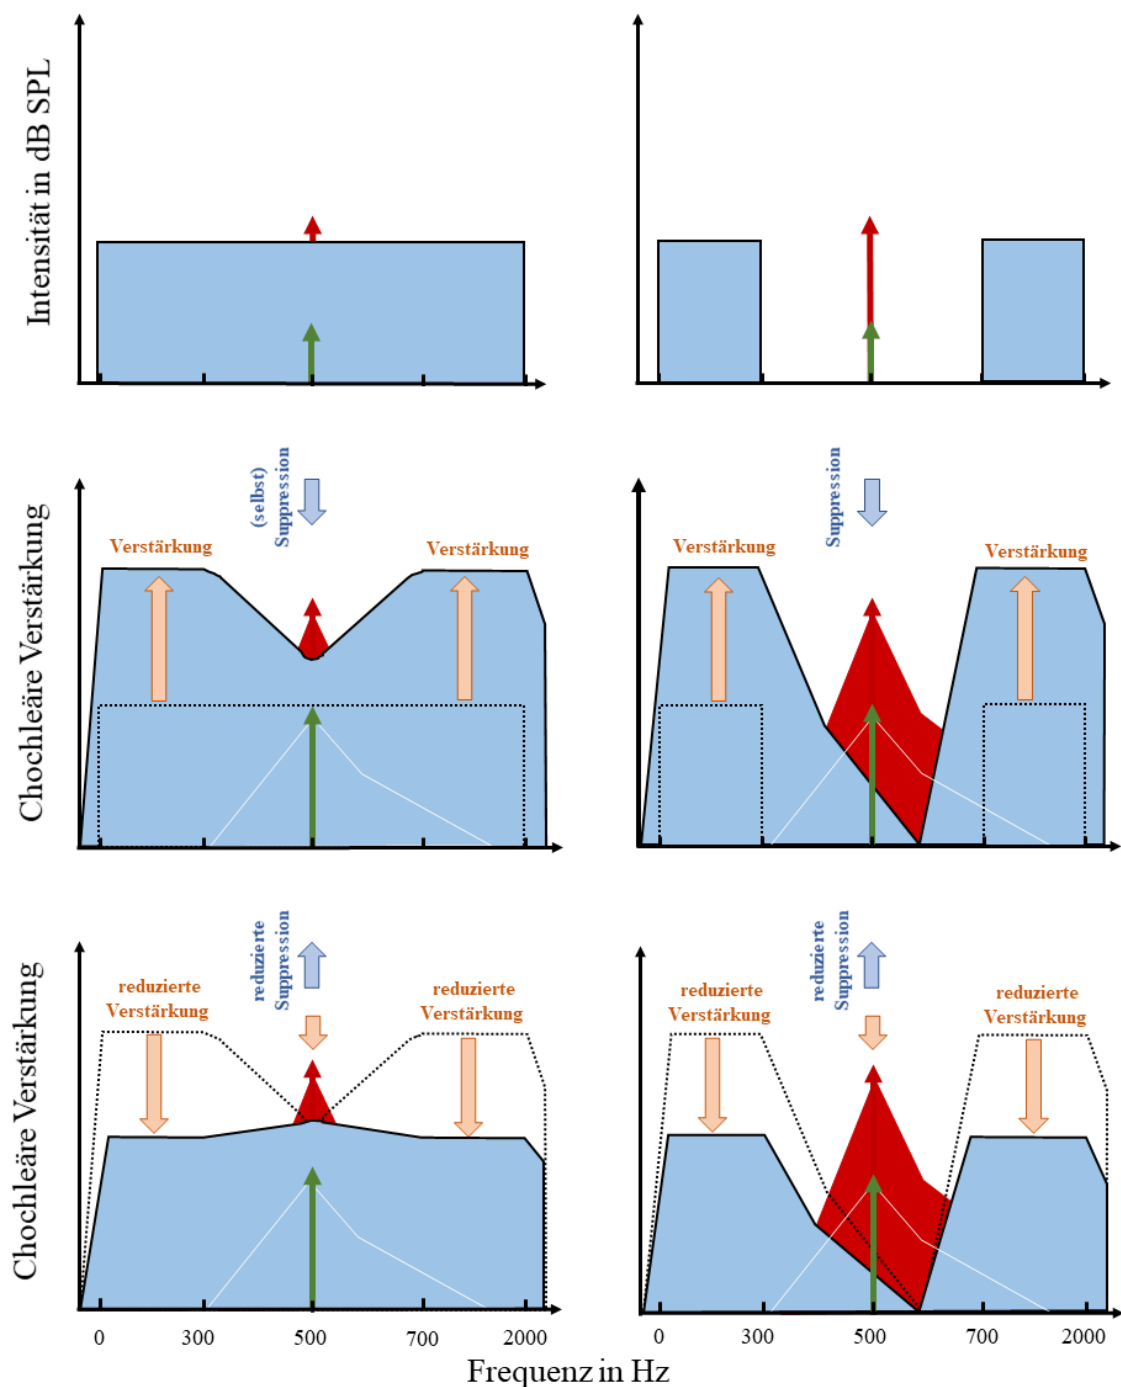 Intensität in dB SPL
(selbst)
Suppression
Suppression
Chochleäre Verstärkung
Verstärkung
Verstärkung
Verstärkung
Verstärkung
reduzierte
Suppression
reduzierte
Suppression
Chochleäre Verstärkung
reduzierte
Verstärkung
reduzierte
Verstärkung
reduzierte
Verstärkung
reduzierte
Verstärkung
0 300 500 700 2000
0 300 500 700 2000
Frequenz in Hz